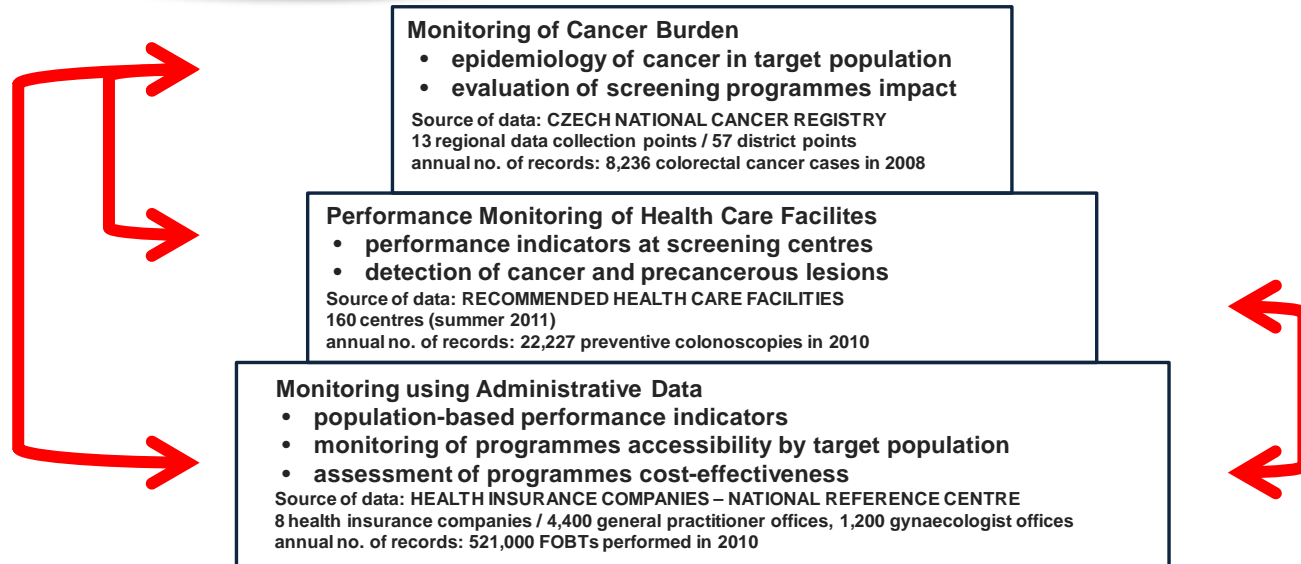 Monitoring of Cancer Burden
• epidemiology of cancer in target population
• evaluation of screening programmes impact
Source of data: CZECH NATIONAL CANCER REGISTRY
13 regional data collection points / 57 district points
annual no. of records: 8,236 colorectal cancer cases in 2008
Performance Monitoring of Health Care Facilites
• performance indicators at screening centres
• detection of cancer and precancerous lesions
Source of data: RECOMMENDED HEALTH CARE FACILITIES
160 centres (summer 2011)
annual no. of records: 22,227 preventive colonoscopies in 2010
Monitoring using Administrative Data
• population-based performance indicators
• monitoring of programmes accessibility by target population
• assessment of programmes cost-effectiveness
Source of data: HEALTH INSURANCE COMPANIES – NATIONAL REFERENCE CENTRE
8 health insurance companies / 4,400 general practitioner offices, 1,200 gynaecologist offices
annual no. of records: 521,000 FOBTs performed in 2010